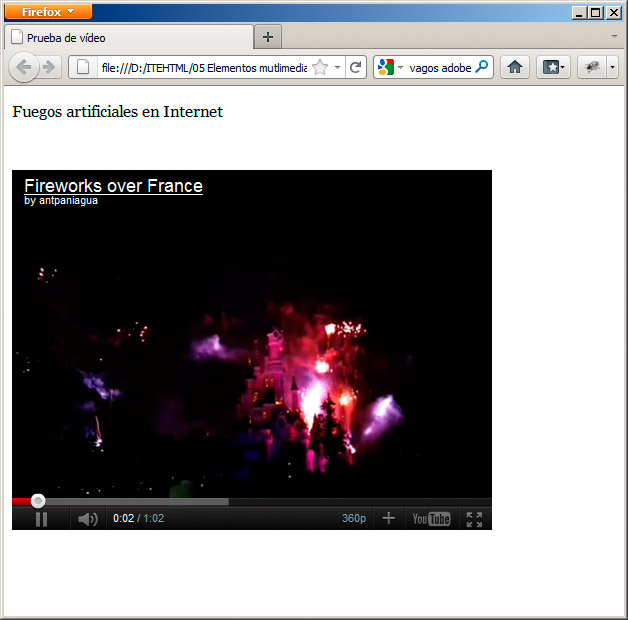 Firefox
Prueba de vídeo
file:///D:/ITEHTML/05 Elementos mutlimedia
vagos adobe
Fuegos artificiales en Internet
Fireworks over France
by antpaniagua
0:02 / 1:02
360p
YouTube